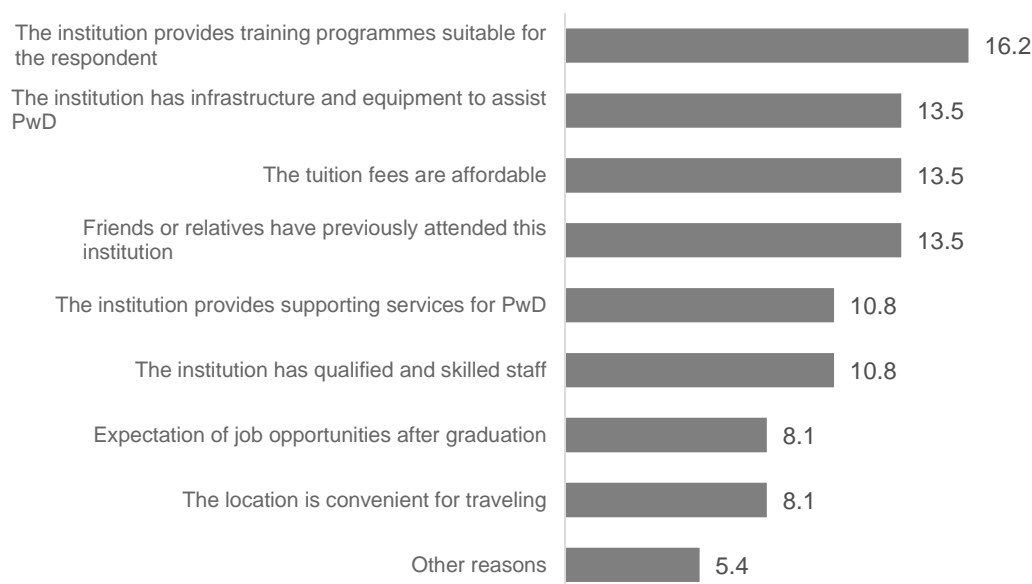 The institution provides training programmes suitable for
the respondent
16.2
The institution has infrastructure and equipment to assist
PwD
13.5
The tuition fees are affordable
13.5
Friends or relatives have previously attended this
institution
13.5
The institution provides supporting services for PwD
10.8
The institution has qualified and skilled staff
10.8
Expectation of job opportunities after graduation
8.1
The location is convenient for traveling
8.1
Other reasons
5.4